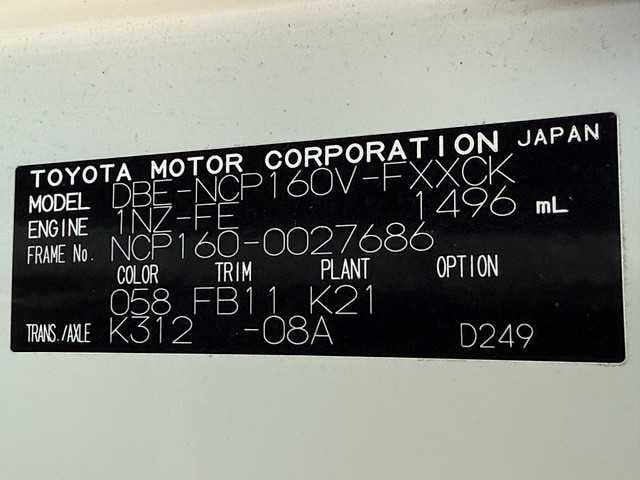 TOYOTA MOTOR CORPORATION JAPAN
MODEL DBE-NCP160V-FXXCK
ENGINE 1NZ-FE 1496 mL
FRAME No. NCP160-0027686
COLOR TRIM PLANT OPTION
058 FB11 K21
TRANS./AXLE K312 -08A D249